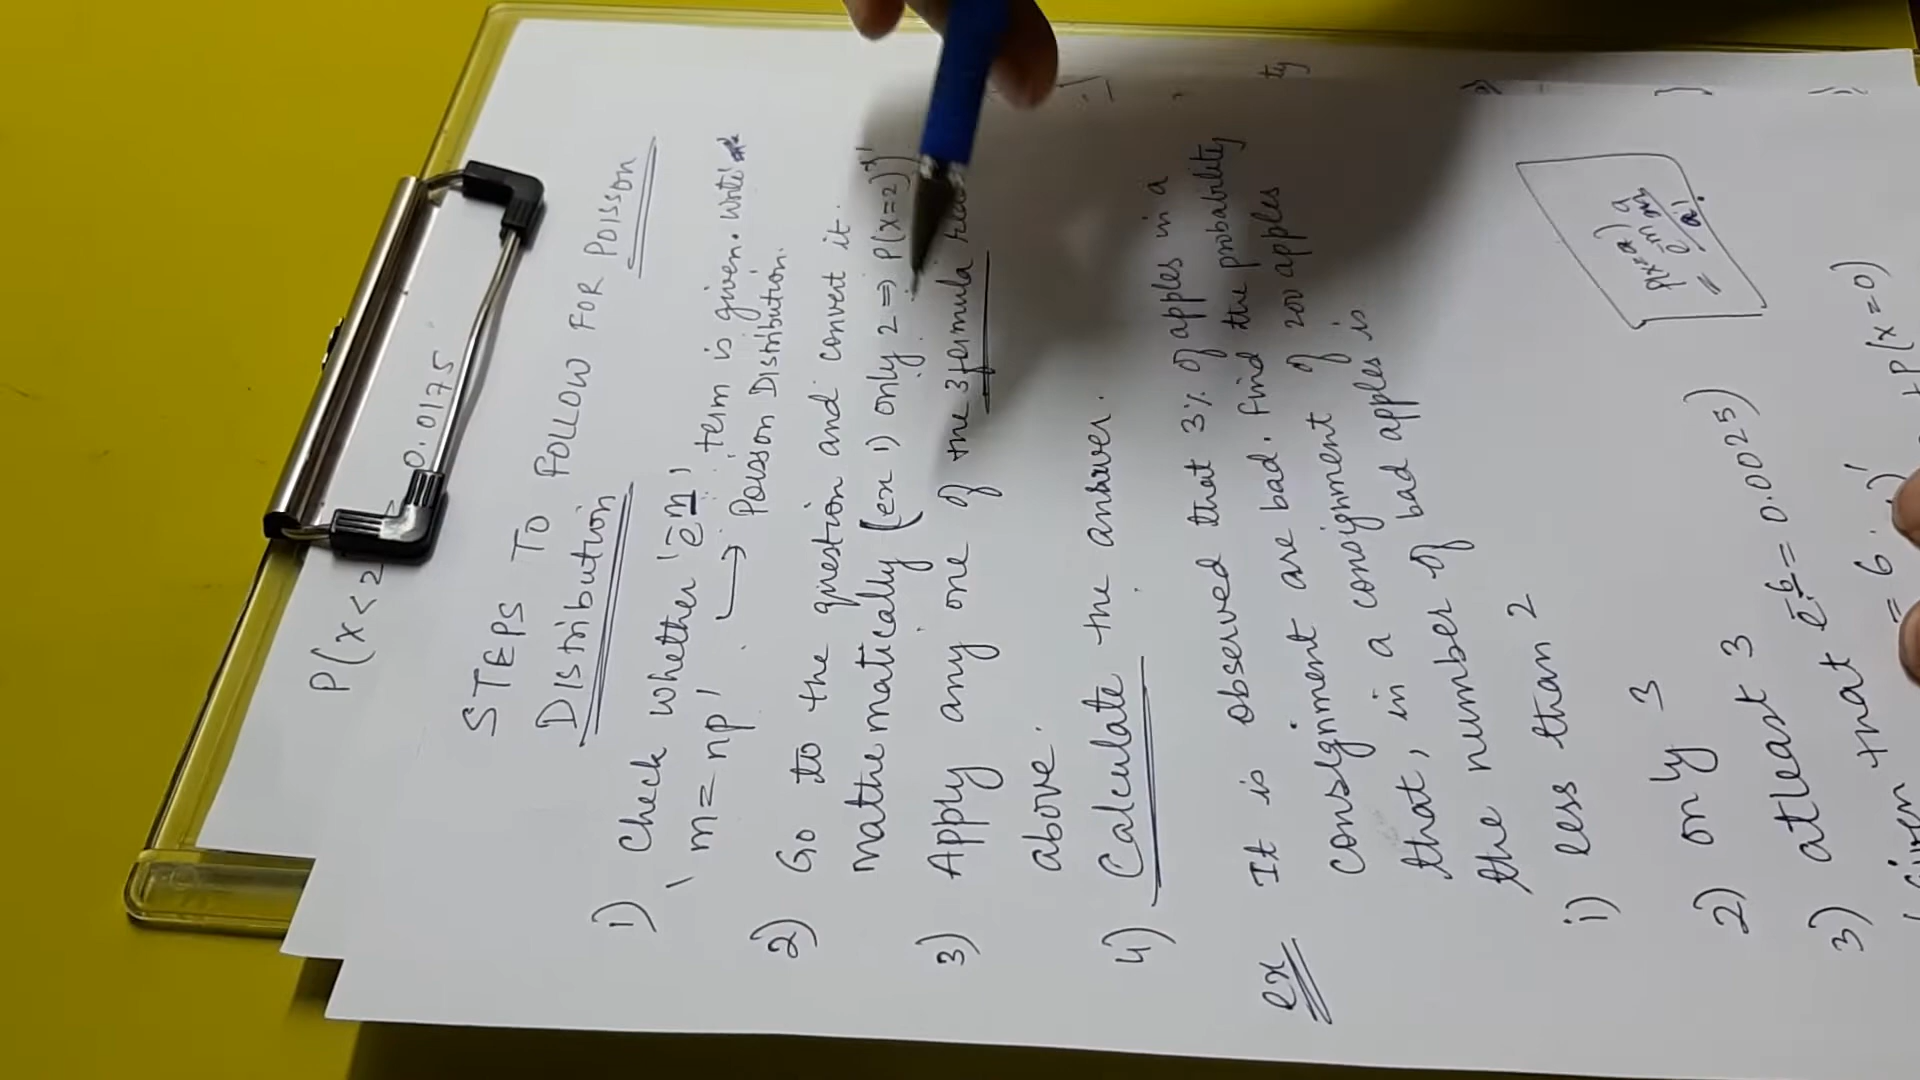 P(x<2
0.0175
STEPS TO FOLLOW FOR POISSON
DIstribution
1) Check whether 'e^-m' term is given. Write
'm = np' Poisson DIstribution.
2) Go to the question and convert it
mathematically (ex 1) only 2 => P(x=2))
3) Apply any one of the 3 formula
above.
4) Calculate the answer.
ex It is observed that 3% of apples in a
consignment are bad. Find the probability
that, in a consignment of 200 apples
the number of bad apples is
i) less than 2
2) only 3
3) atleast 3
that e^-6 = 0.0025)
P(x=x)
= e^-m m^x
x!
Given that
= 6
+P(x=0)